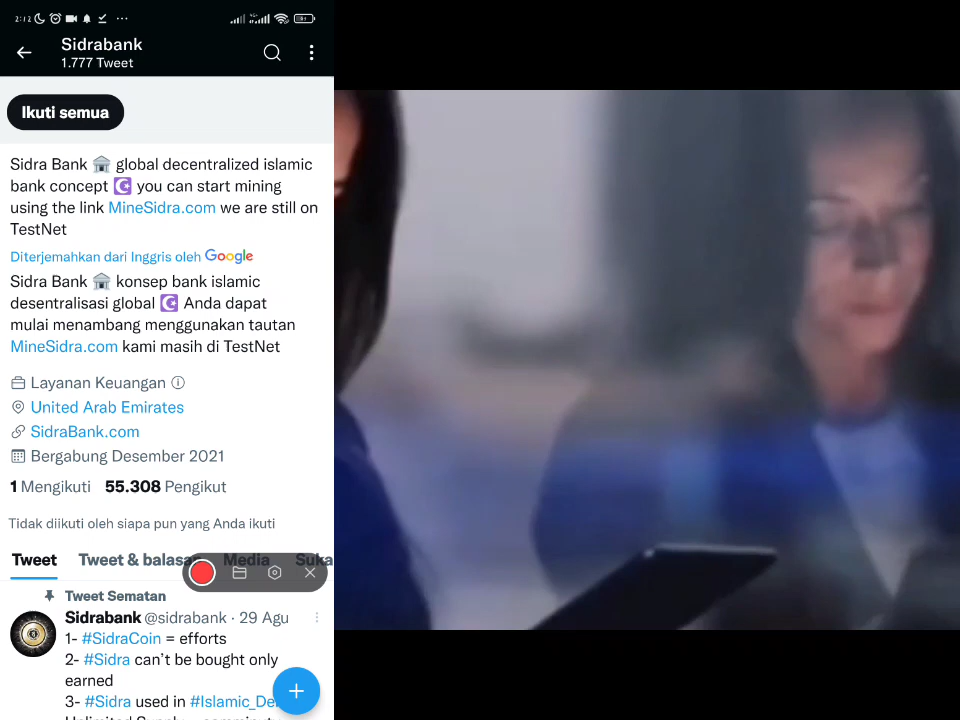 Sidrabank
1.777 Tweet
Ikuti semua
Sidra Bank 🏦 global decentralized islamic
bank concept ☪️ you can start mining
using the link MineSidra.com we are still on
TestNet
Diterjemahkan dari Inggris oleh Google
Sidra Bank 🏦 konsep bank islamic
desentralisasi global ☪️ Anda dapat
mulai menambang menggunakan tautan
MineSidra.com kami masih di TestNet
Layanan Keuangan
United Arab Emirates
SidraBank.com
Bergabung Desember 2021
1 Mengikuti 55.308 Pengikut
Tidak diikuti oleh siapa pun yang Anda ikuti
Tweet Tweet & balasan Media Suka
Tweet Sematan
Sidrabank @sidrabank · 29 Agu
1- #SidraCoin = efforts
2- #Sidra can't be bought only
earned
3- #Sidra used in #Islamic_De